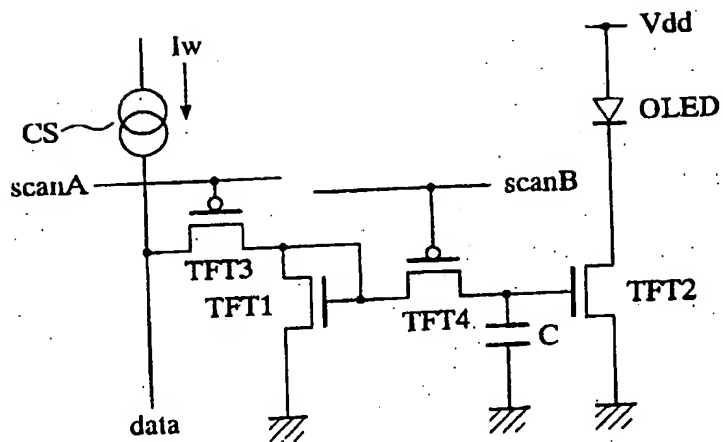 Iw
Vdd
CS
OLED
scanA
scanB
TFT3
TFT1
TFT4
TFT2
C
data